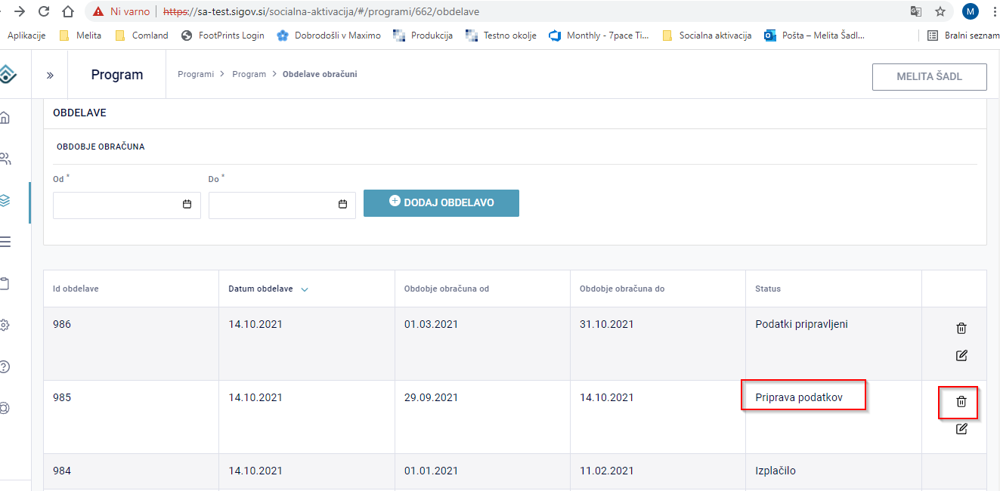 Ni varno https://sa-test.sigov.si/socialna-aktivacija/#/programi/662/obdelave M
Aplikacije Melita Comland FootPrints Login Dobrodošli v Maximo Produkcija Testno okolje Monthly - 7pace Ti... Socialna aktivacija Pošta – Melita Šadl... Bralni seznam
» Program Programi > Program > Obdelave obračuni MELITA ŠADL
OBDELAVE
OBDOBJE OBRAČUNA
Od * Do *
DODAJ OBDELAVO
Id obdelave Datum obdelave Obdobje obračuna od Obdobje obračuna do Status
986 14.10.2021 01.03.2021 31.10.2021 Podatki pripravljeni
985 14.10.2021 29.09.2021 14.10.2021 Priprava podatkov
984 14.10.2021 01.01.2021 11.02.2021 Izplačilo